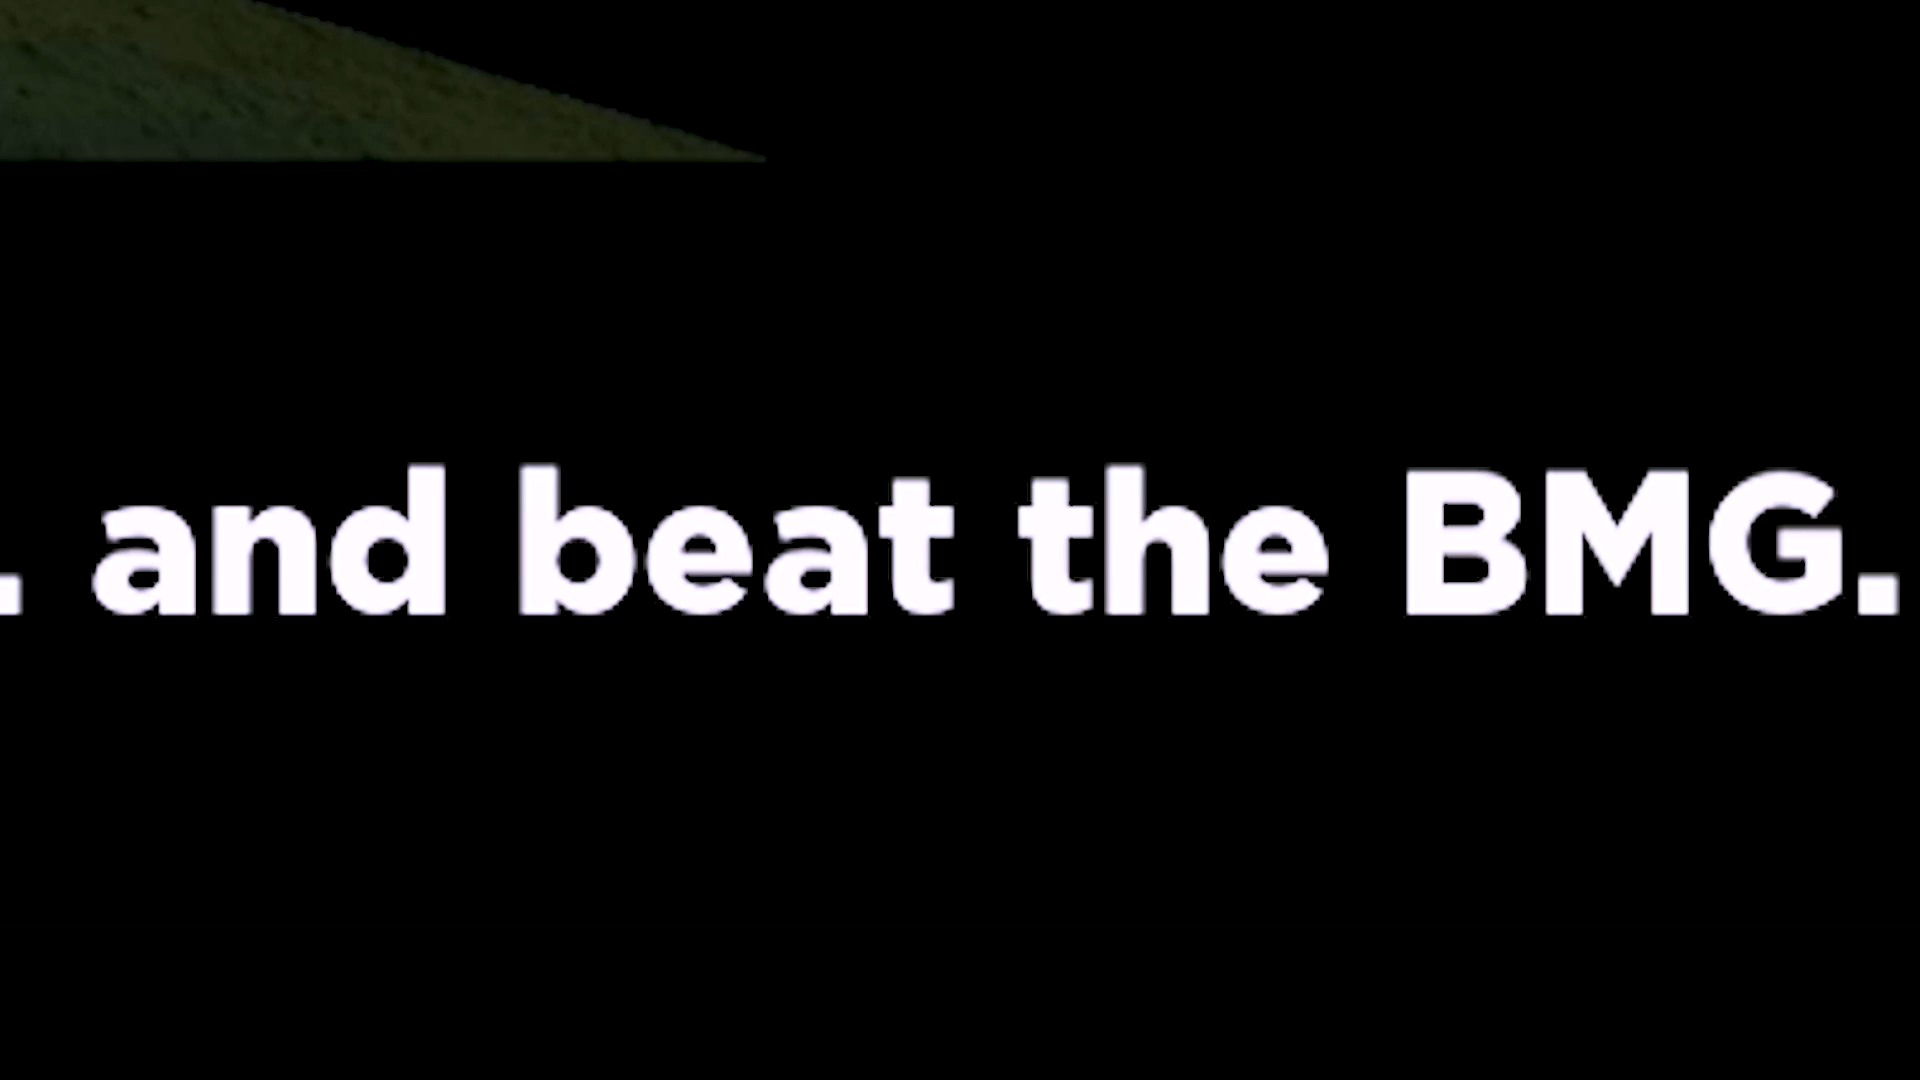 . and beat the BMG.